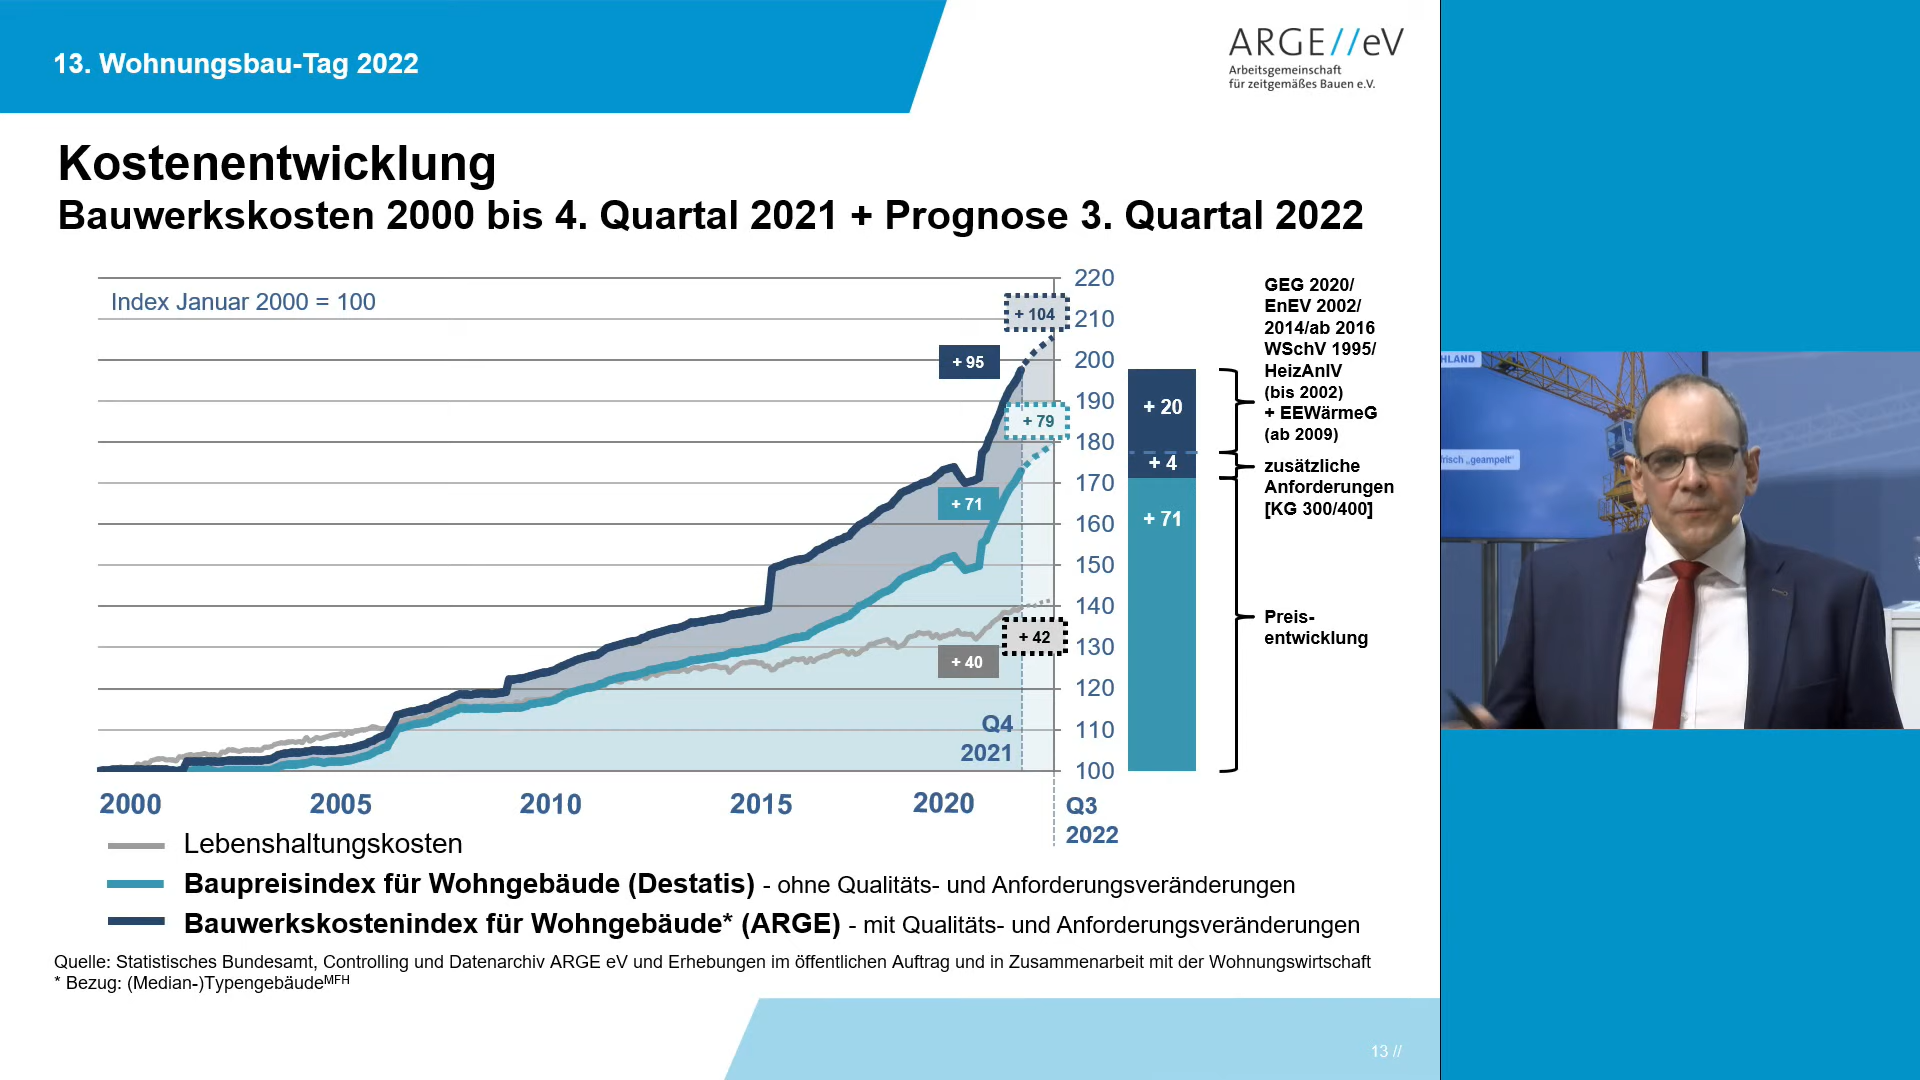 13. Wohnungsbau-Tag 2022
ARGE//eV
Arbeitsgemeinschaft
für zeitgemäßes Bauen e.V.
Kostenentwicklung
Bauwerkskosten 2000 bis 4. Quartal 2021 + Prognose 3. Quartal 2022
Index Januar 2000 = 100
+ 104
+ 95
+ 79
+ 71
+ 42
+ 40
Q4
2021
220
210
200
190
180
170
160
150
140
130
120
110
100
+ 20
+ 4
+ 71
GEG 2020/
EnEV 2002/
2014/ab 2016
WSchV 1995/
HeizAnlV
(bis 2002)
+ EEWärmeG
(ab 2009)
zusätzliche
Anforderungen
[KG 300/400]
Preis-
entwicklung
2000 2005 2010 2015 2020
Q3
2022
Lebenshaltungskosten
Baupreisindex für Wohngebäude (Destatis) - ohne Qualitäts- und Anforderungsveränderungen
Bauwerkskostenindex für Wohngebäude* (ARGE) - mit Qualitäts- und Anforderungsveränderungen
Quelle: Statistisches Bundesamt, Controlling und Datenarchiv ARGE eV und Erhebungen im öffentlichen Auftrag und in Zusammenarbeit mit der Wohnungswirtschaft
* Bezug: (Median-)TypengebäudeMFH
13 //
HLAND
risch „geampelt“